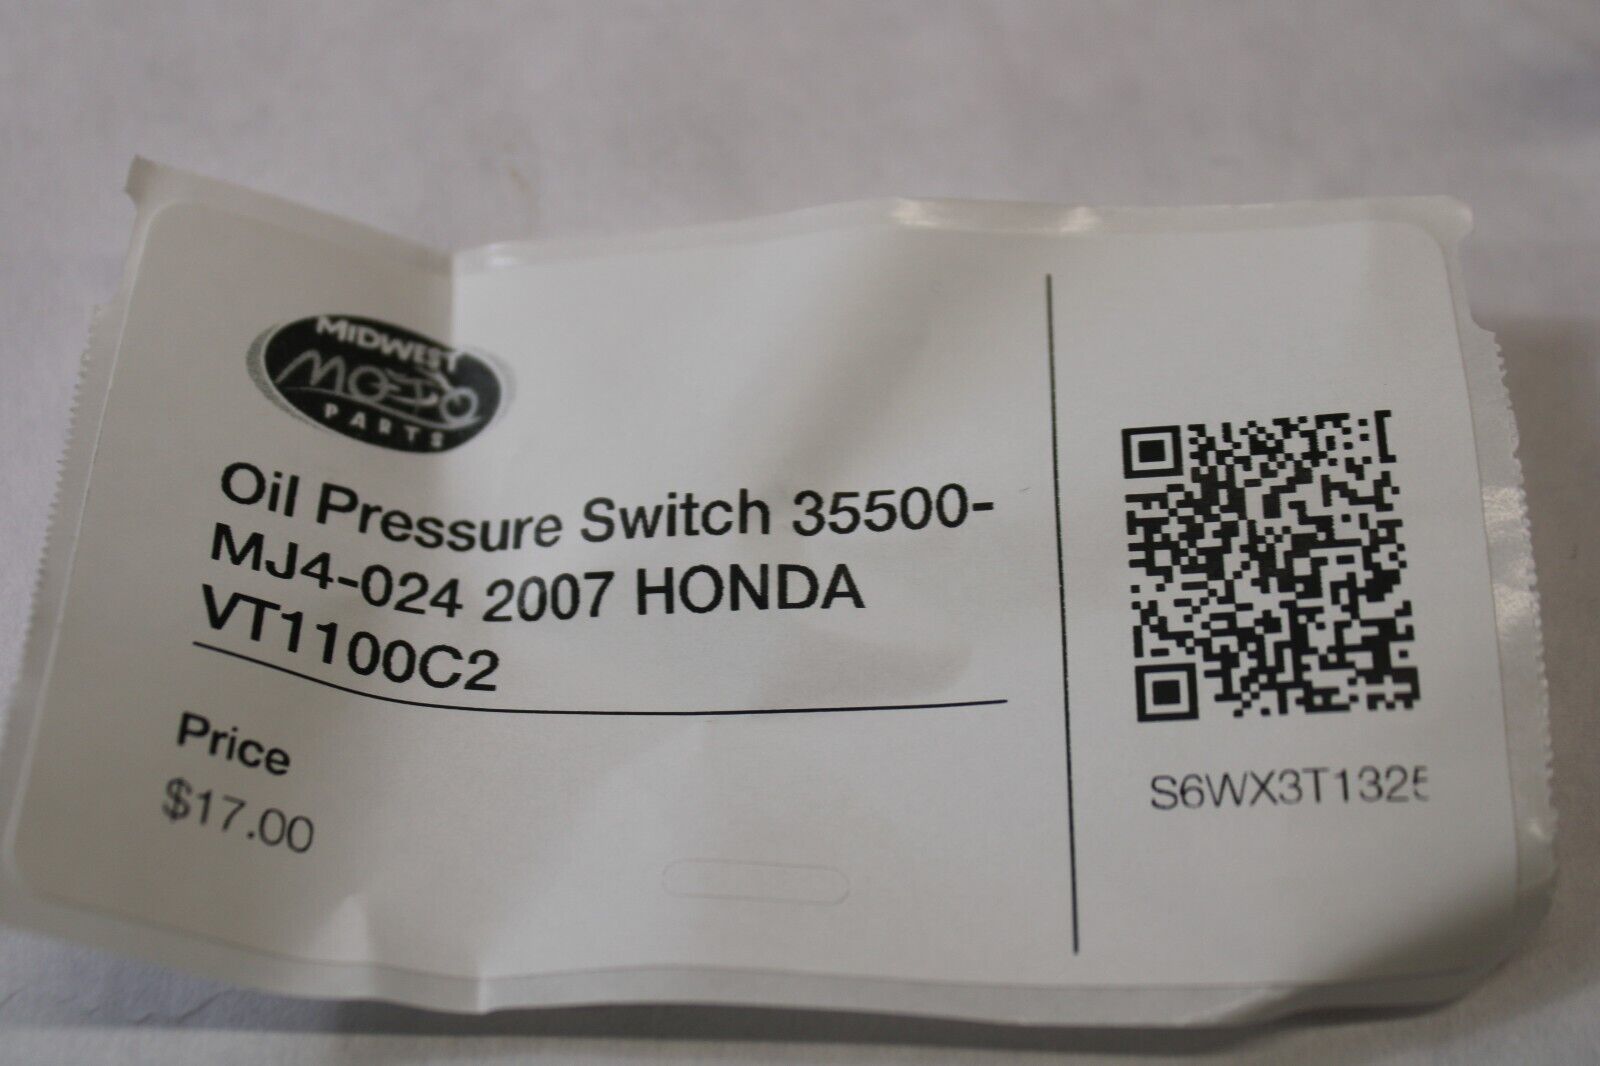 MIDWEST
MOTO
PARTS
Oil Pressure Switch 35500-
MJ4-024 2007 HONDA
VT1100C2
Price
$17.00
S6WX3T1325